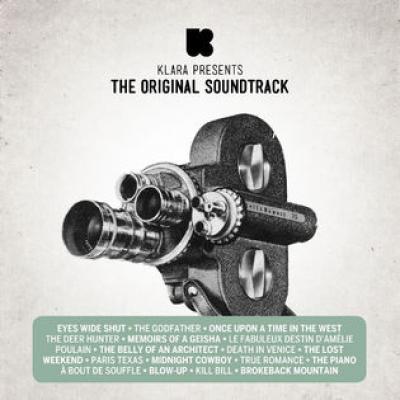 KLARA PRESENTS
THE ORIGINAL SOUNDTRACK
EYES WIDE SHUT • THE GODFATHER • ONCE UPON A TIME IN THE WEST
THE DEER HUNTER • MEMOIRS OF A GEISHA • LE FABULEUX DESTIN D'AMÉLIE
POULAIN • THE BELLY OF AN ARCHITECT • DEATH IN VENICE • THE LOST
WEEKEND • PARIS TEXAS • MIDNIGHT COWBOY • TRUE ROMANCE • THE PIANO
À BOUT DE SOUFFLE • BLOW-UP • KILL BILL • BROKEBACK MOUNTAIN